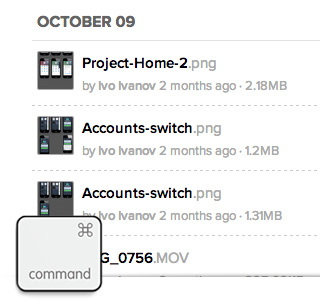 OCTOBER 09
Project-Home-2.png
by Ivo Ivanov 2 months ago · 2.18MB
Accounts-switch.png
by Ivo Ivanov 2 months ago · 1.2MB
Accounts-switch.png
by Ivo Ivanov 2 months ago · 1.31MB
G_0756.MOV
⌘
command